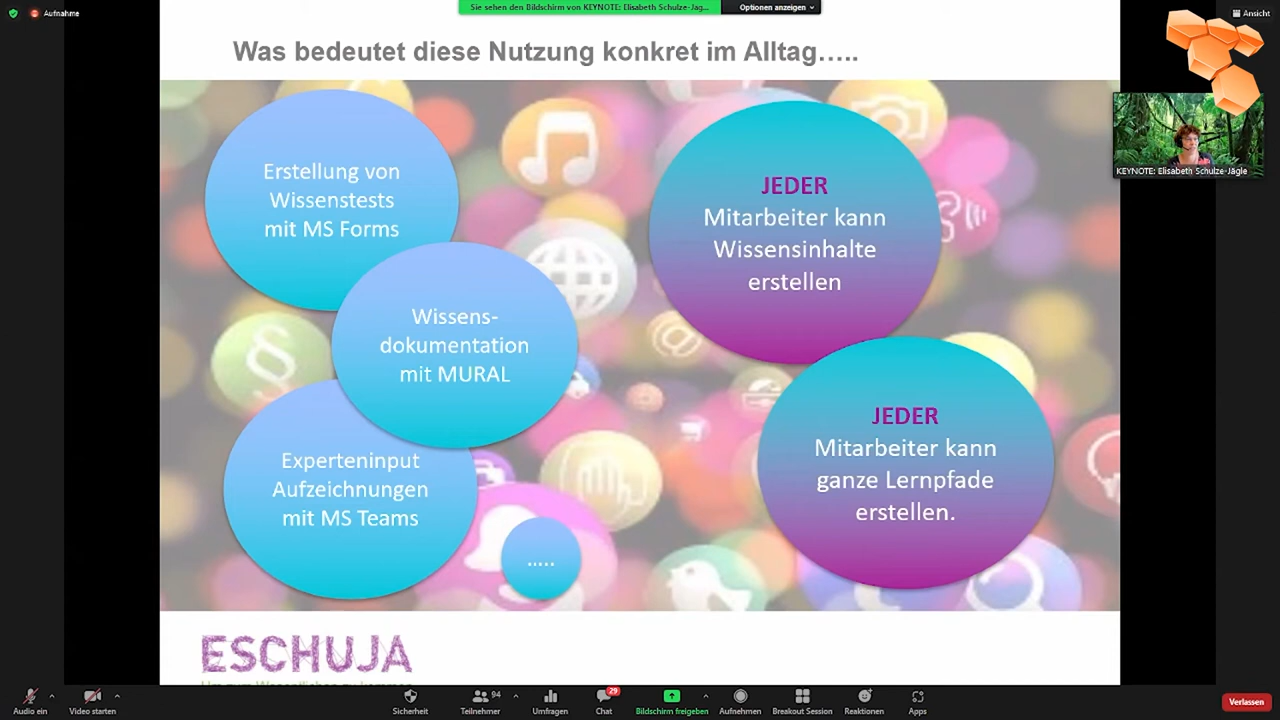 Aufnahme
Sie sehen den Bildschirm von KEYNOTE: Elisabeth Schulze-Jäg...
Optionen anzeigen
Ansicht
Was bedeutet diese Nutzung konkret im Alltag…..
KEYNOTE: Elisabeth Schulze-Jägle
Erstellung von
Wissenstests
mit MS Forms
Wissens-
dokumentation
mit MURAL
Experteninput
Aufzeichnungen
mit MS Teams
.....
JEDER
Mitarbeiter kann
Wissensinhalte
erstellen
JEDER
Mitarbeiter kann
ganze Lernpfade
erstellen.
ESCHUJA
Audio ein
Video starten
Sicherheit
94
Teilnehmer
Umfragen
29
Chat
Bildschirm freigeben
Aufnehmen
Breakout Session
Reaktionen
Apps
Verlassen